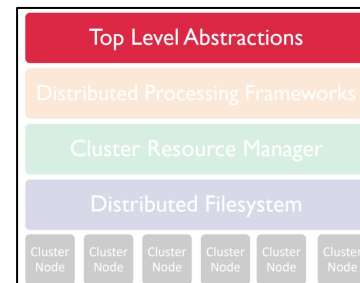 Top Level Abstractions
Distributed Processing Frameworks
Cluster Resource Manager
Distributed Filesystem
Cluster Cluster Cluster Cluster Cluster Cluster
Node Node Node Node Node Node